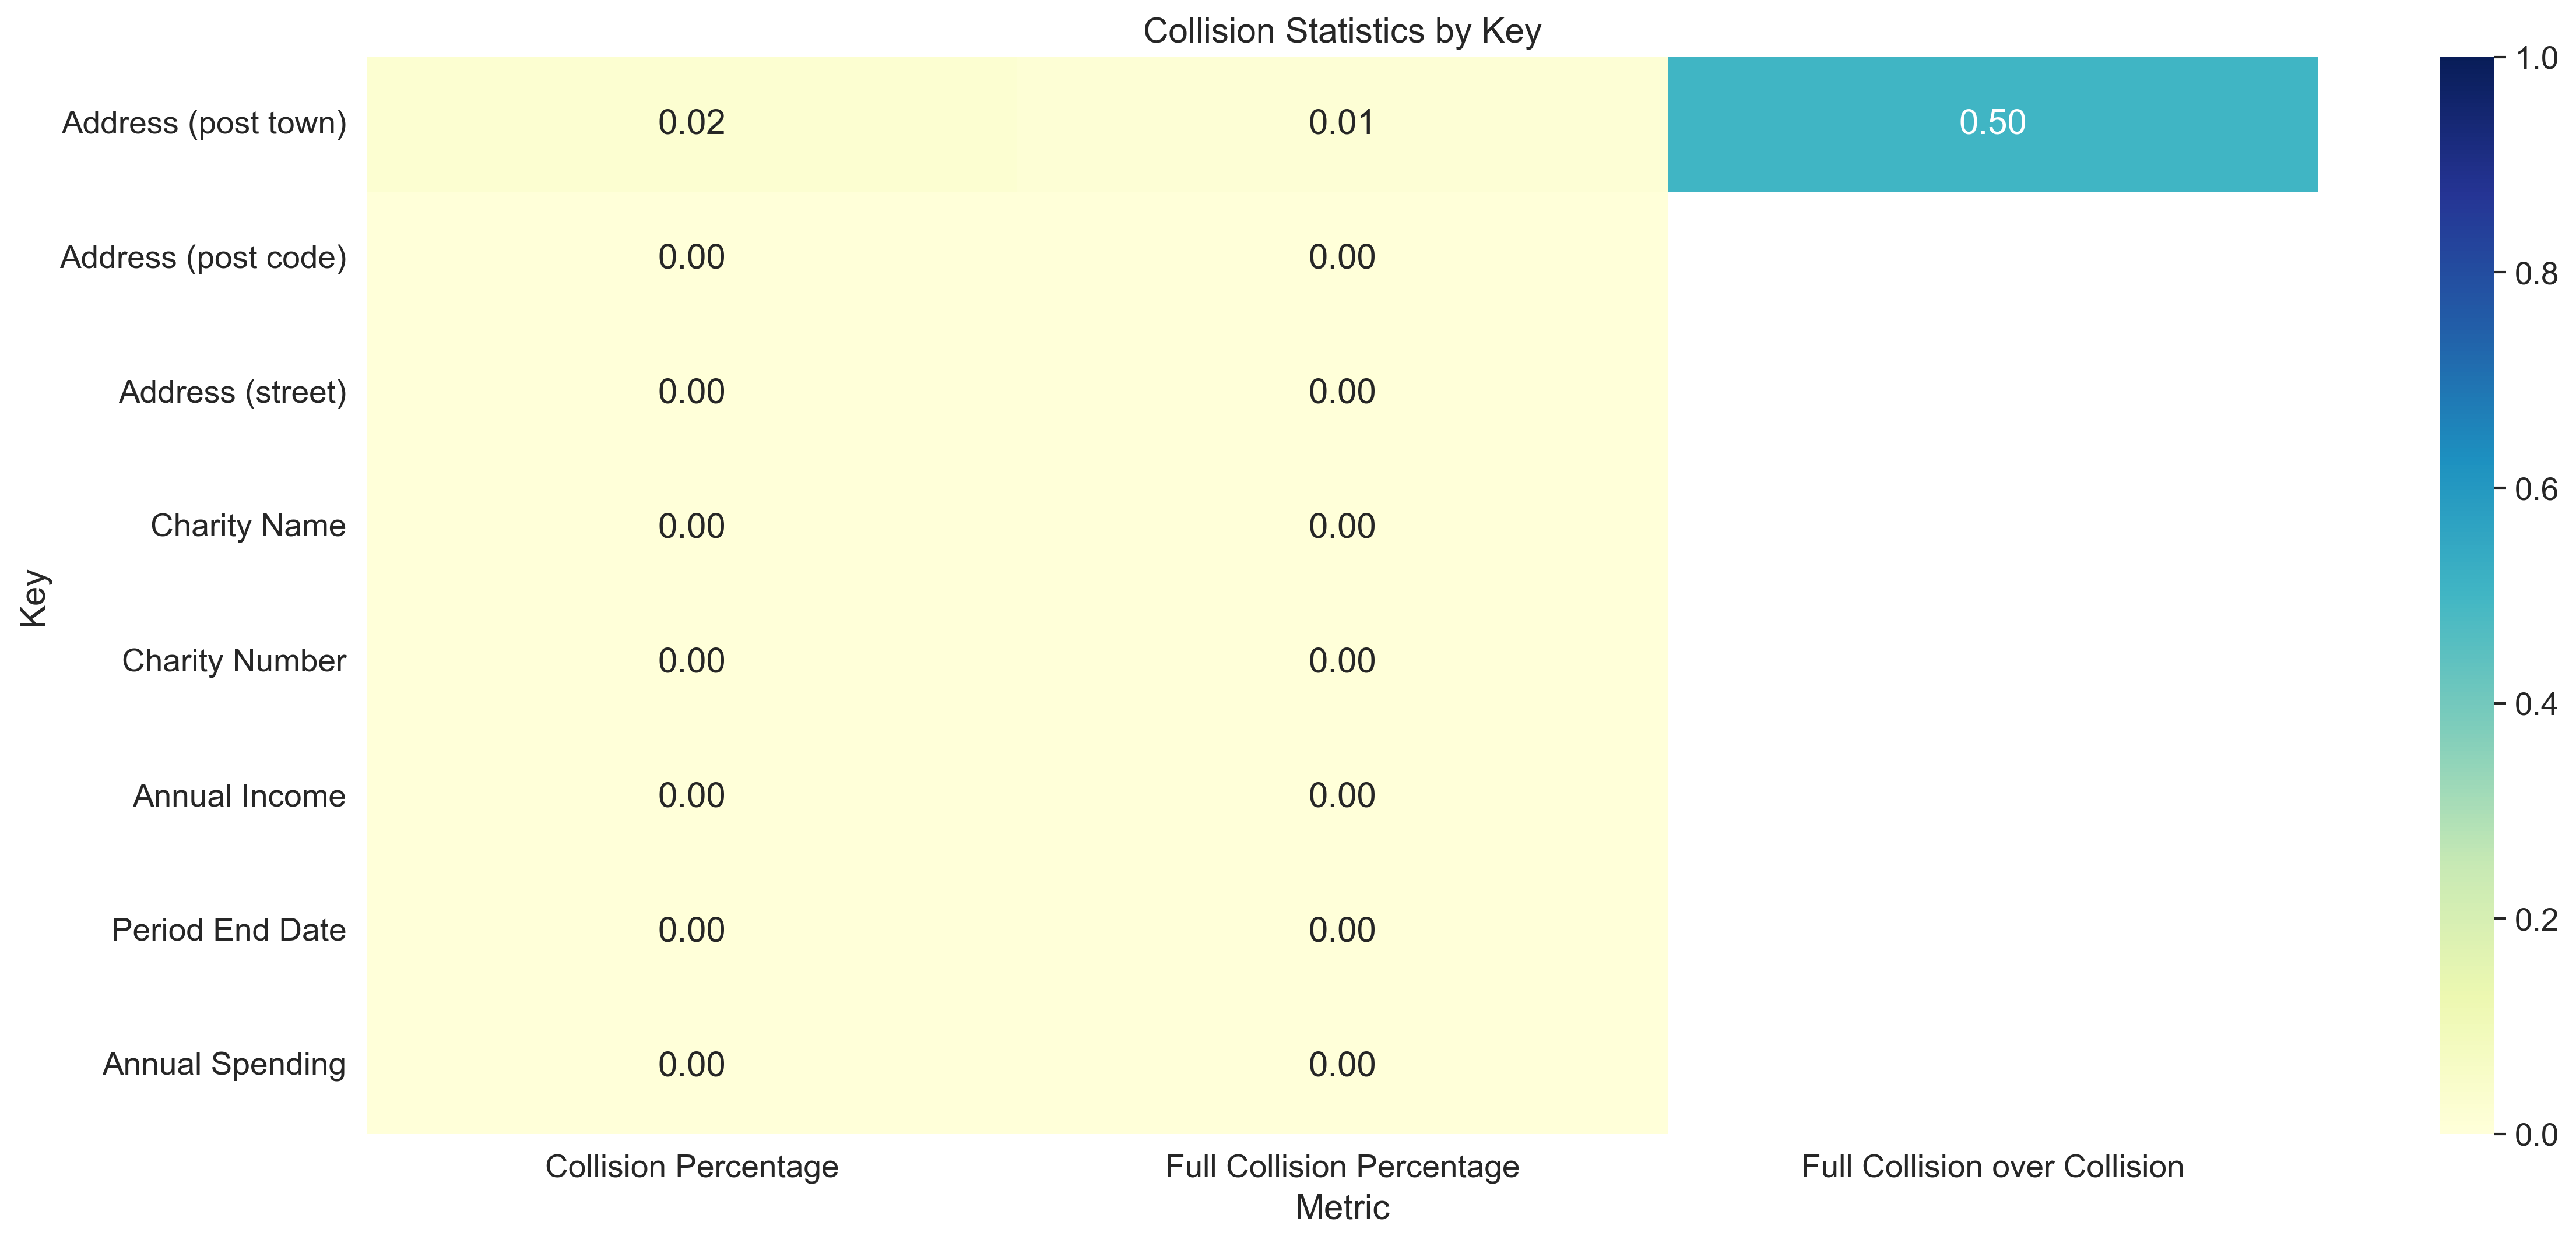 Collision Statistics by Key
Address (post town) 0.02 0.01 0.50
Address (post code) 0.00 0.00
Address (street) 0.00 0.00
Charity Name 0.00 0.00
Charity Number 0.00 0.00
Annual Income 0.00 0.00
Period End Date 0.00 0.00
Annual Spending 0.00 0.00
Key
Collision Percentage Full Collision Percentage Full Collision over Collision
Metric
1.0
0.8
0.6
0.4
0.2
0.0